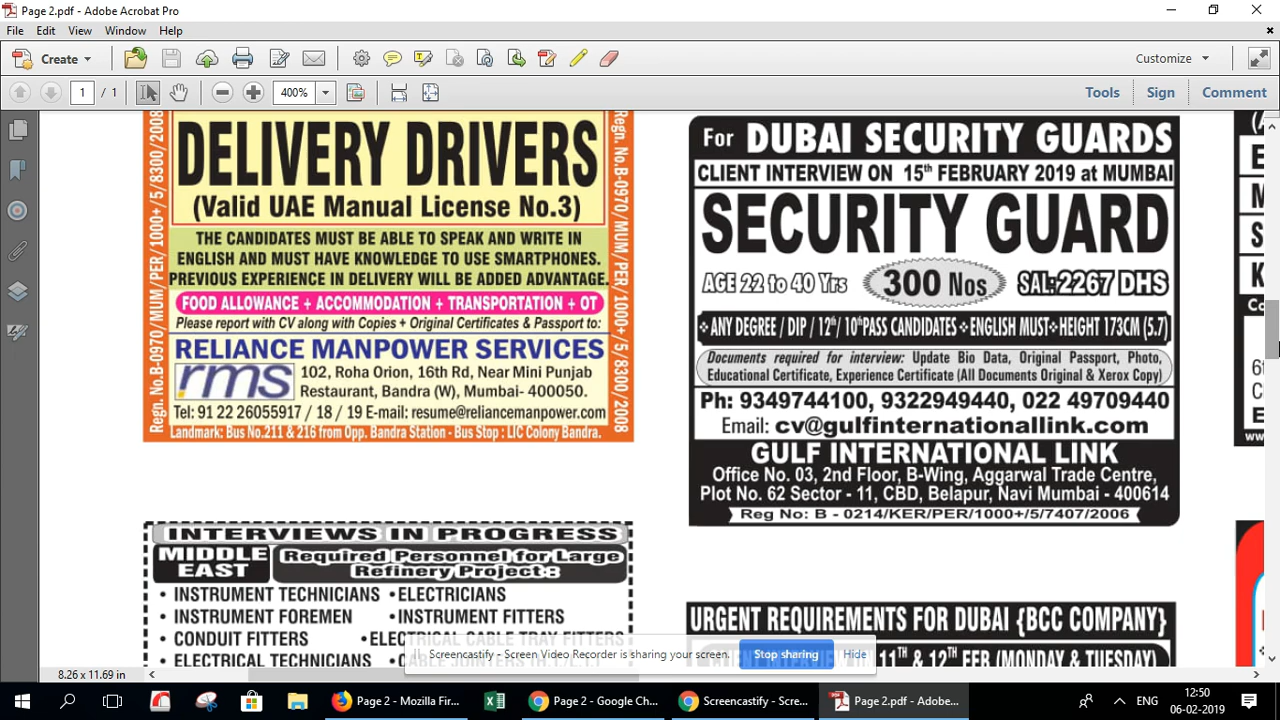 Page 2.pdf - Adobe Acrobat Pro
File Edit View Window Help
Create
Customize
1 / 1
400%
Tools Sign Comment
DELIVERY DRIVERS
(Valid UAE Manual License No.3)
THE CANDIDATES MUST BE ABLE TO SPEAK AND WRITE IN
ENGLISH AND MUST HAVE KNOWLEDGE TO USE SMARTPHONES.
PREVIOUS EXPERIENCE IN DELIVERY WILL BE ADDED ADVANTAGE.
FOOD ALLOWANCE + ACCOMMODATION + TRANSPORTATION + OT
Please report with CV along with Copies + Original Certificates & Passport to:
RELIANCE MANPOWER SERVICES
rms
102, Roha Orion, 16th Rd, Near Mini Punjab
Restaurant, Bandra (W), Mumbai- 400050.
Tel: 91 22 26055917 / 18 / 19 E-mail: resume@reliancemanpower.com
Landmark: Bus No.211 & 216 from Opp. Bandra Station - Bus Stop : LIC Colony Bandra.
Regn. No.B-0970/MUM/PER/1000+/5/8300/2008
Regn. No.B-0970/MUM/PER/1000+/5/8300/2008
For DUBAI SECURITY GUARDS
CLIENT INTERVIEW ON 15th FEBRUARY 2019 at MUMBAI
SECURITY GUARD
AGE 22 to 40 Yrs 300 Nos SAL:2267 DHS
❖ANY DEGREE / DIP / 12th/ 10thPASS CANDIDATES❖ENGLISH MUST❖HEIGHT 173CM (5.7)
Documents required for interview: Update Bio Data, Original Passport, Photo,
Educational Certificate, Experience Certificate (All Documents Original & Xerox Copy)
Ph: 9349744100, 9322949440, 022 49709440
Email: cv@gulfinternationallink.com
GULF INTERNATIONAL LINK
Office No. 03, 2nd Floor, B-Wing, Aggarwal Trade Centre,
Plot No. 62 Sector - 11, CBD, Belapur, Navi Mumbai - 400614
Reg No: B - 0214/KER/PER/1000+/5/7407/2006
INTERVIEWS IN PROGRESS
MIDDLE
EAST
Required Personnel for Large
Refinery Project:8
• INSTRUMENT TECHNICIANS • ELECTRICIANS
• INSTRUMENT FOREMEN • INSTRUMENT FITTERS
• CONDUIT FITTERS • ELECTRICAL CABLE TRAY FITTERS
• ELECTRICAL TECHNICIANS • CABLE JOINTERS
URGENT REQUIREMENTS FOR DUBAI {BCC COMPANY}
11TH & 12TH FEB (MONDAY & TUESDAY)
Screencastify - Screen Video Recorder is sharing your screen. Stop sharing Hide
8.26 x 11.69 in
Page 2 - Mozilla Fir...
Page 2 - Google Ch...
Screencastify - Scre...
Page 2.pdf - Adobe...
ENG
12:50
06-02-2019